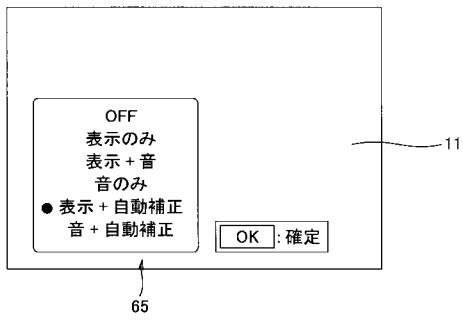 OFF
表示のみ
表示 + 音
音のみ
● 表示 + 自動補正
音 + 自動補正
OK : 確定
11
65